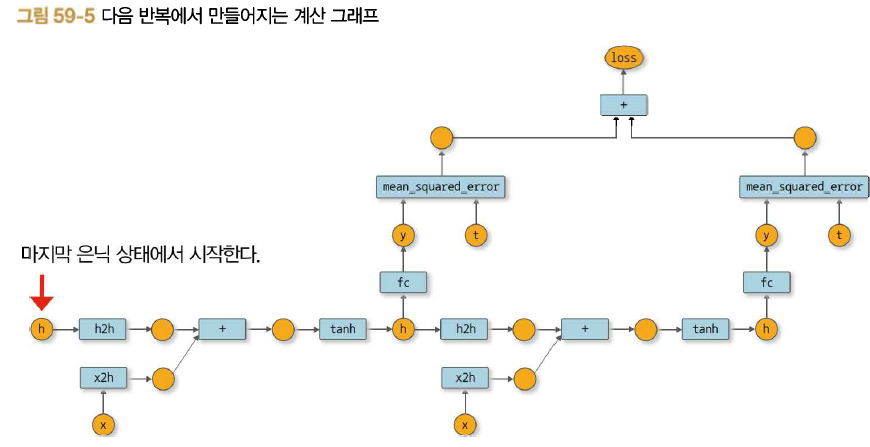 그림 59-5 다음 반복에서 만들어지는 계산 그래프
loss
+
mean_squared_error mean_squared_error
y t y t
마지막 은닉 상태에서 시작한다.
fc fc
h h2h + tanh h h2h + tanh h
x2h x2h
x x